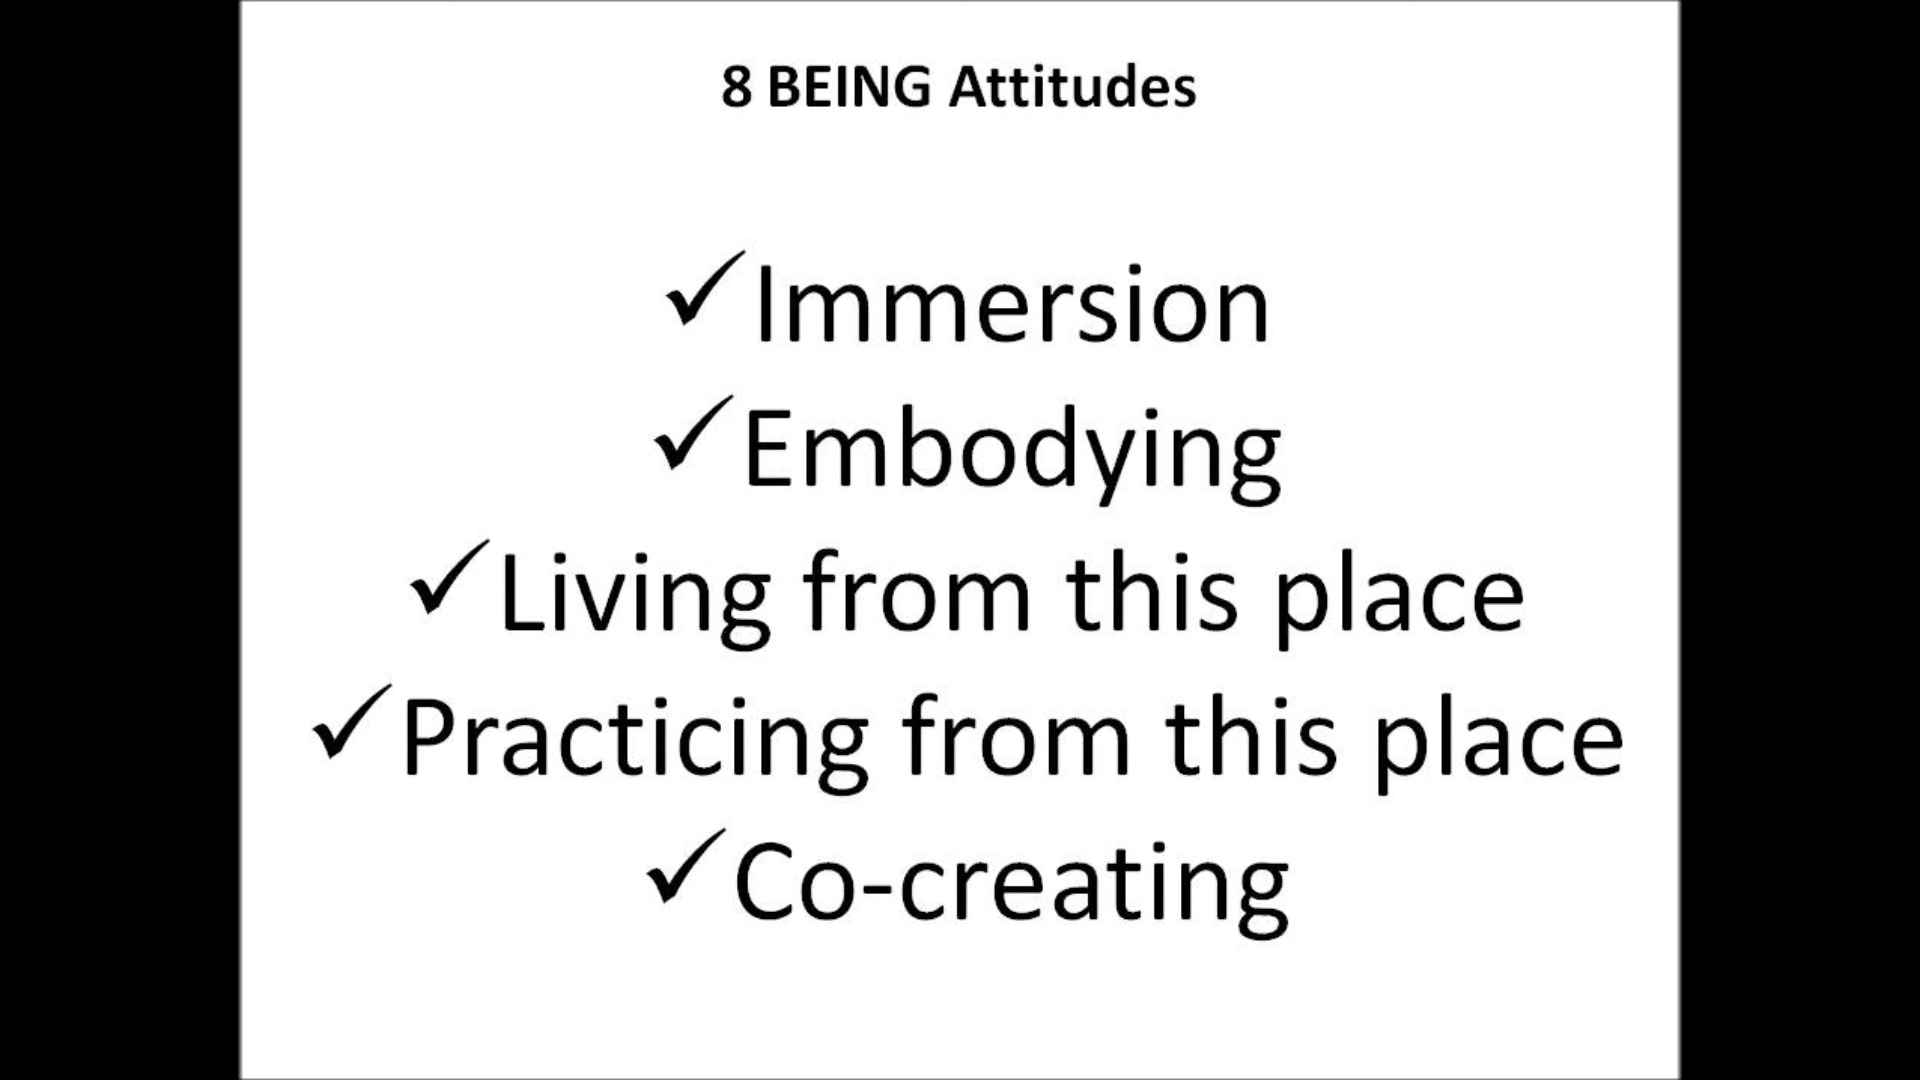 8 BEING Attitudes
✓Immersion
✓Embodying
✓Living from this place
✓Practicing from this place
✓Co-creating